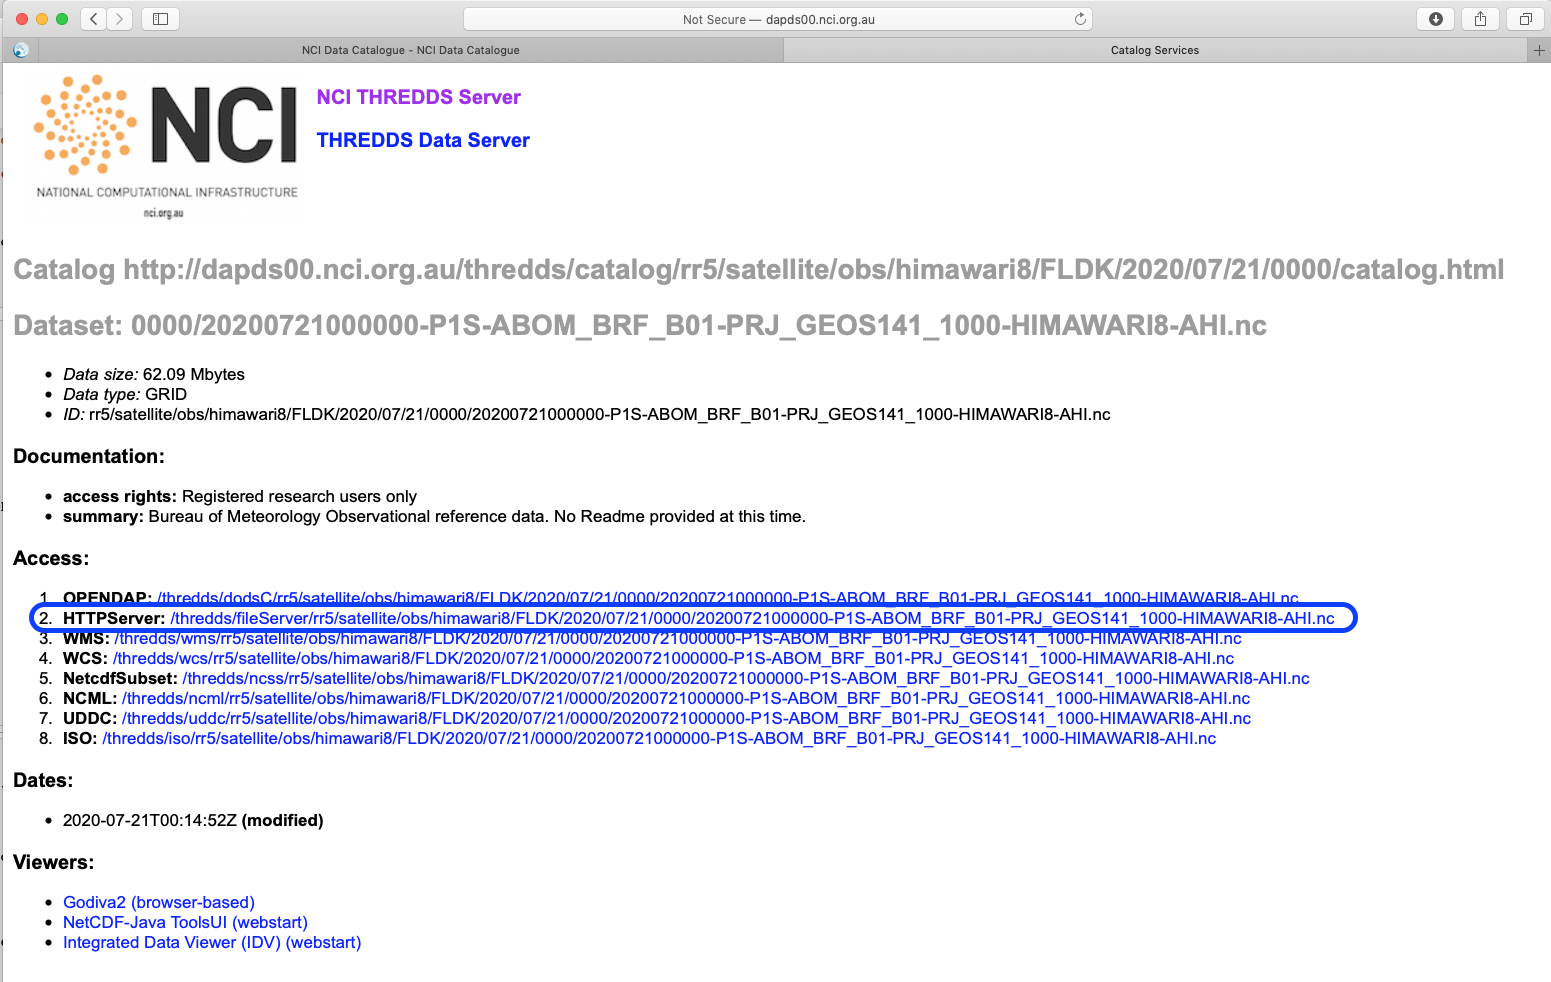 Not Secure — dapds00.nci.org.au
NCI Data Catalogue - NCI Data Catalogue
Catalog Services
NCI
NATIONAL COMPUTATIONAL INFRASTRUCTURE
nci.org.au
NCI THREDDS Server
THREDDS Data Server
Catalog http://dapds00.nci.org.au/thredds/catalog/rr5/satellite/obs/himawari8/FLDK/2020/07/21/0000/catalog.html
Dataset: 0000/20200721000000-P1S-ABOM_BRF_B01-PRJ_GEOS141_1000-HIMAWARI8-AHI.nc
• Data size: 62.09 Mbytes
• Data type: GRID
• ID: rr5/satellite/obs/himawari8/FLDK/2020/07/21/0000/20200721000000-P1S-ABOM_BRF_B01-PRJ_GEOS141_1000-HIMAWARI8-AHI.nc
Documentation:
• access rights: Registered research users only
• summary: Bureau of Meteorology Observational reference data. No Readme provided at this time.
Access:
1. OPENDAP: /thredds/dodsC/rr5/satellite/obs/himawari8/FLDK/2020/07/21/0000/20200721000000-P1S-ABOM_BRF_B01-PRJ_GEOS141_1000-HIMAWARI8-AHI.nc
2. HTTPServer: /thredds/fileServer/rr5/satellite/obs/himawari8/FLDK/2020/07/21/0000/20200721000000-P1S-ABOM_BRF_B01-PRJ_GEOS141_1000-HIMAWARI8-AHI.nc
3. WMS: /thredds/wms/rr5/satellite/obs/himawari8/FLDK/2020/07/21/0000/20200721000000-P1S-ABOM_BRF_B01-PRJ_GEOS141_1000-HIMAWARI8-AHI.nc
4. WCS: /thredds/wcs/rr5/satellite/obs/himawari8/FLDK/2020/07/21/0000/20200721000000-P1S-ABOM_BRF_B01-PRJ_GEOS141_1000-HIMAWARI8-AHI.nc
5. NetcdfSubset: /thredds/ncss/rr5/satellite/obs/himawari8/FLDK/2020/07/21/0000/20200721000000-P1S-ABOM_BRF_B01-PRJ_GEOS141_1000-HIMAWARI8-AHI.nc
6. NCML: /thredds/ncml/rr5/satellite/obs/himawari8/FLDK/2020/07/21/0000/20200721000000-P1S-ABOM_BRF_B01-PRJ_GEOS141_1000-HIMAWARI8-AHI.nc
7. UDDC: /thredds/uddc/rr5/satellite/obs/himawari8/FLDK/2020/07/21/0000/20200721000000-P1S-ABOM_BRF_B01-PRJ_GEOS141_1000-HIMAWARI8-AHI.nc
8. ISO: /thredds/iso/rr5/satellite/obs/himawari8/FLDK/2020/07/21/0000/20200721000000-P1S-ABOM_BRF_B01-PRJ_GEOS141_1000-HIMAWARI8-AHI.nc
Dates:
• 2020-07-21T00:14:52Z (modified)
Viewers:
• Godiva2 (browser-based)
• NetCDF-Java ToolsUI (webstart)
• Integrated Data Viewer (IDV) (webstart)